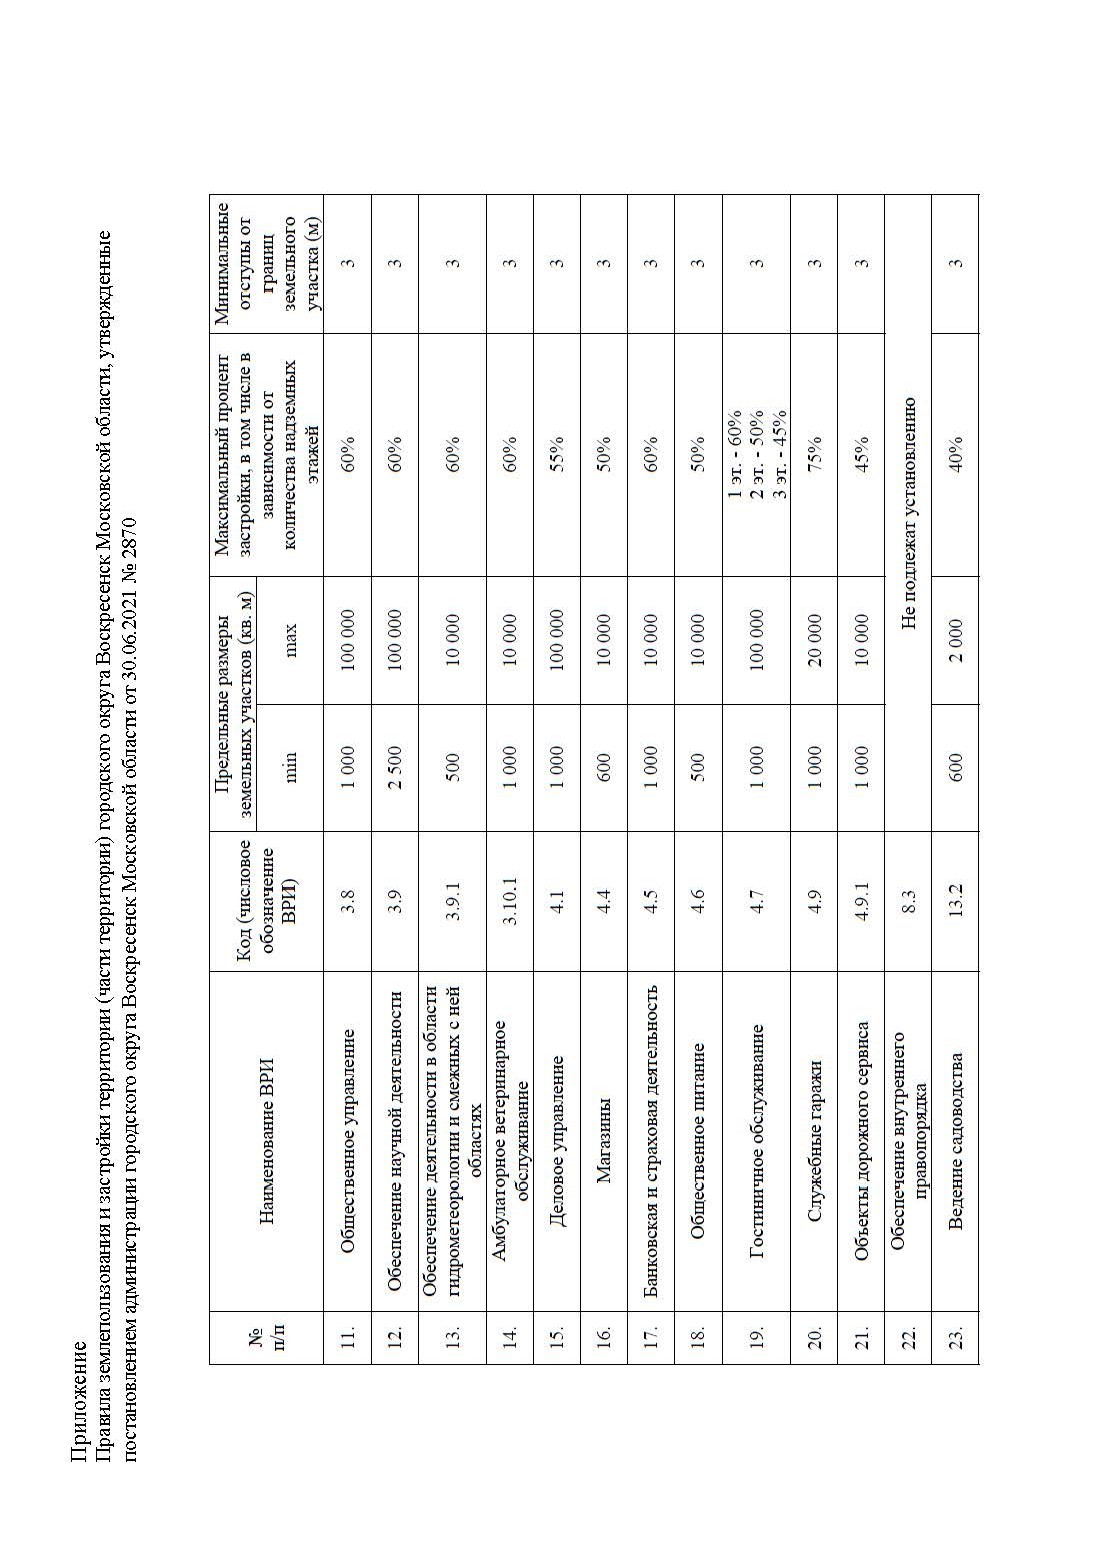 Приложение
Правила землепользования и застройки территории (части территории) городского округа Воскресенск Московской области, утвержденные
постановлением администрации городского округа Воскресенск Московской области от 30.06.2021 № 2870
№
п/п
Наименование ВРИ
Код (числовое
обозначение
ВРИ)
Предельные размеры
земельных участков (кв. м)
min
max
Максимальный процент
застройки, в том числе в
зависимости от
количества надземных
этажей
Минимальные
отступы от
границ
земельного
участка (м)
11. Общественное управление 3.8 1 000 100 000 60% 3
12. Обеспечение научной деятельности 3.9 2 500 100 000 60% 3
13. Обеспечение деятельности в области
гидрометеорологии и смежных с ней
областях
3.9.1 500 10 000 60% 3
14. Амбулаторное ветеринарное
обслуживание
3.10.1 1 000 10 000 60% 3
15. Деловое управление 4.1 1 000 100 000 55% 3
16. Магазины 4.4 600 10 000 50% 3
17. Банковская и страховая деятельность 4.5 1 000 10 000 60% 3
18. Общественное питание 4.6 500 10 000 50% 3
19. Гостиничное обслуживание 4.7 1 000 100 000
1 эт. - 60%
2 эт. - 50%
3 эт. - 45%
3
20. Служебные гаражи 4.9 1 000 20 000 75% 3
21. Объекты дорожного сервиса 4.9.1 1 000 10 000 45% 3
22. Обеспечение внутреннего
правопорядка
8.3 Не подлежат установлению
23. Ведение садоводства 13.2 600 2 000 40% 3